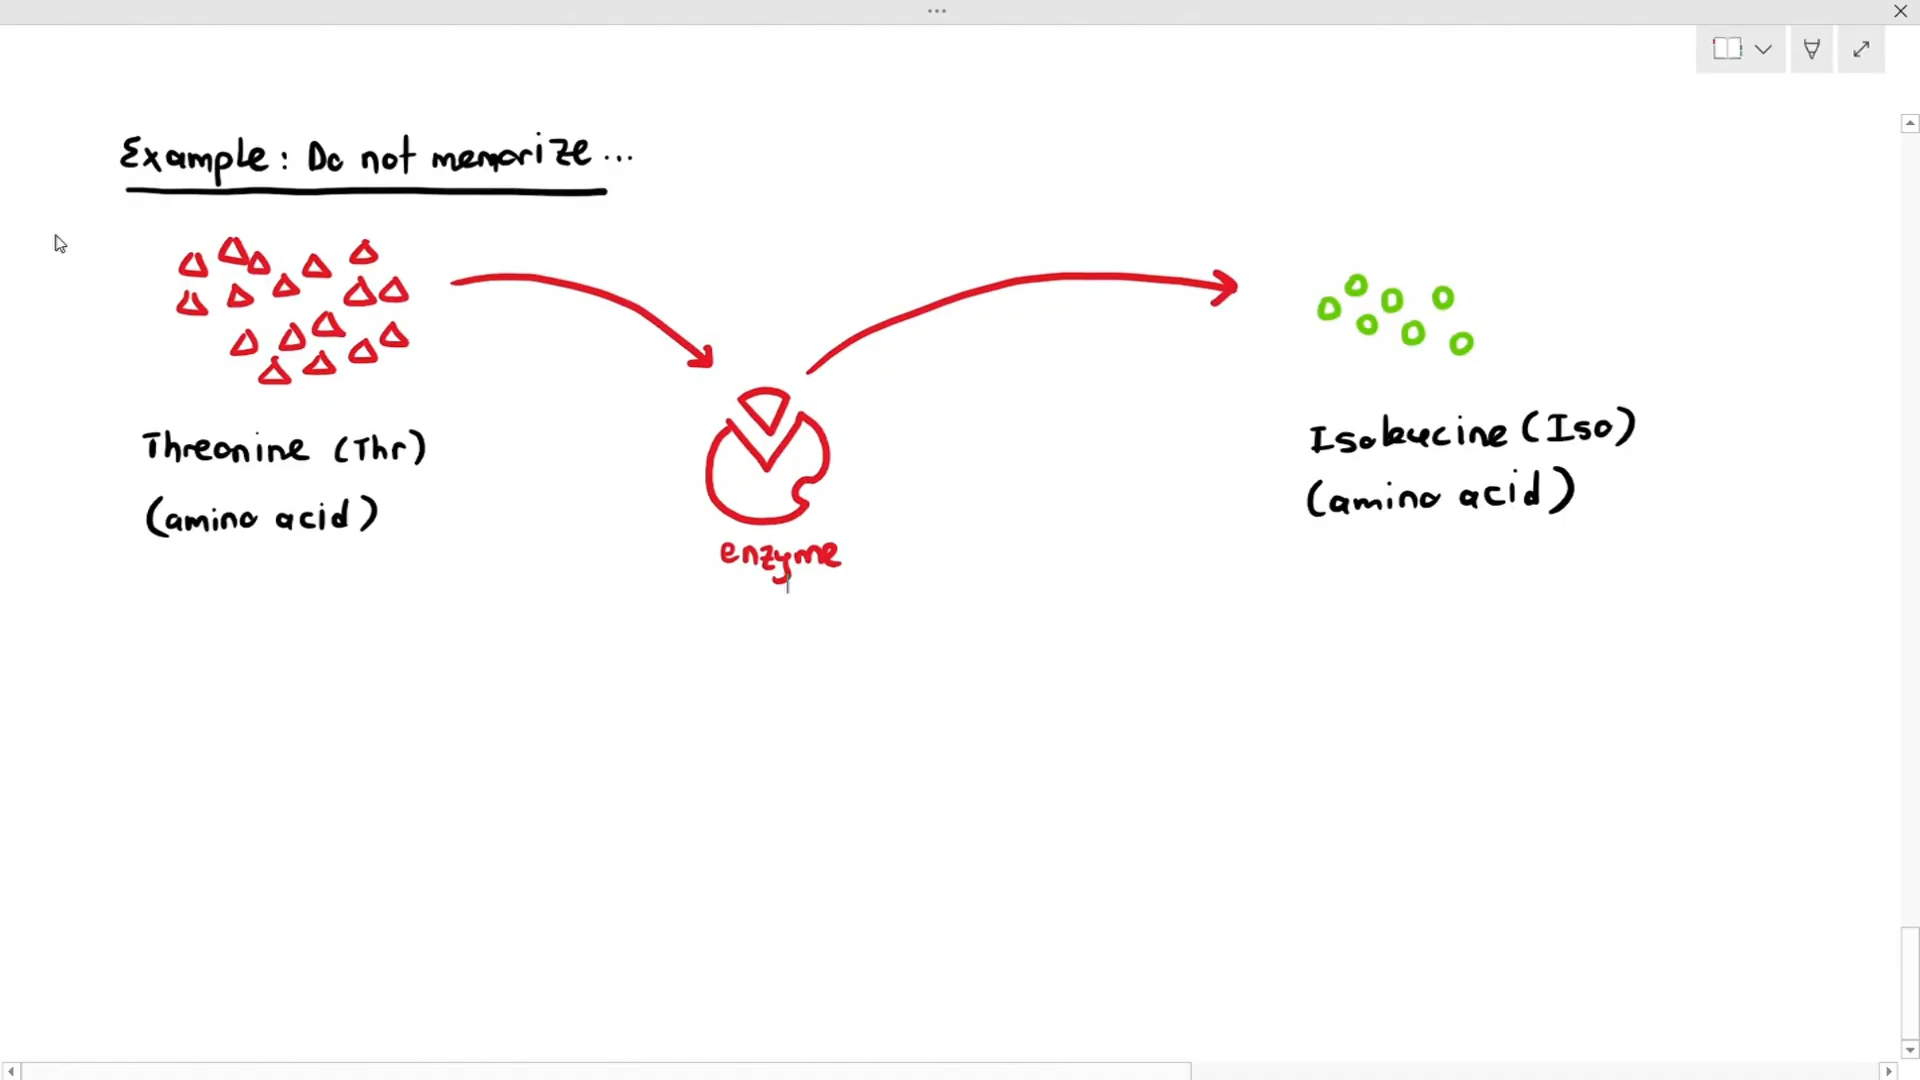 Example: Do not memorize...
Threonine (Thr)
(amino acid)
enzyme
Isoleucine (Iso)
(amino acid)